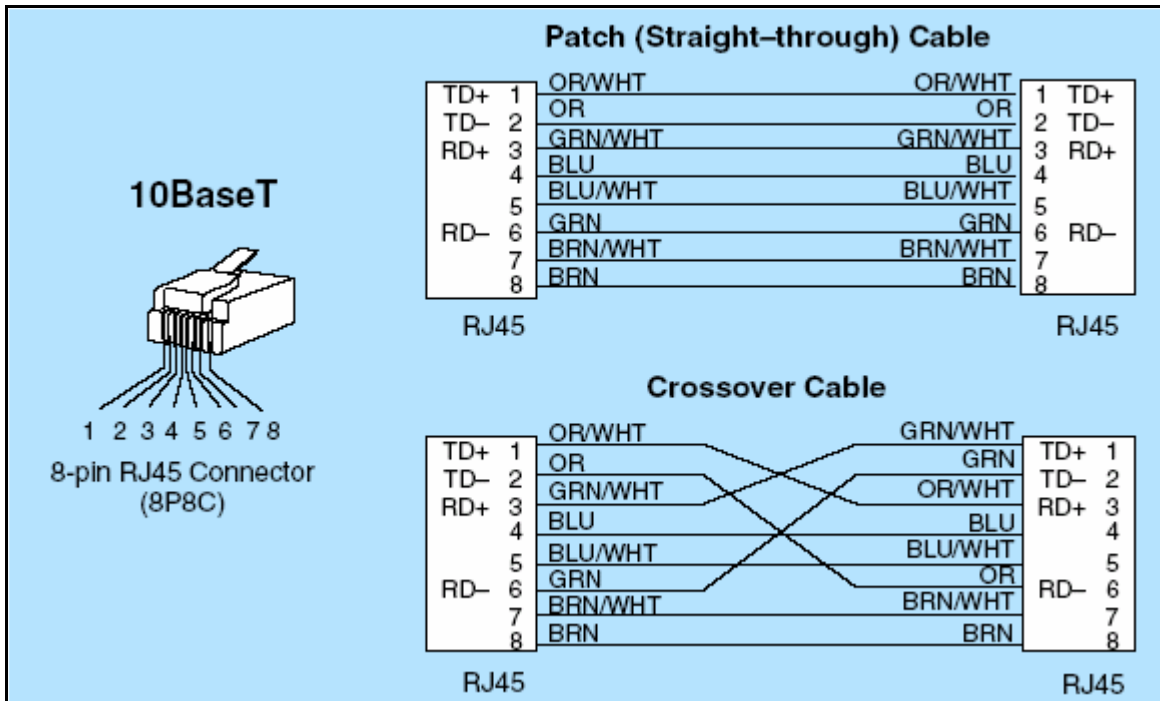 10BaseT
1 2 3 4 5 6 7 8
8-pin RJ45 Connector
(8P8C)
Patch (Straight–through) Cable
TD+ 1 OR/WHT OR/WHT 1 TD+
TD– 2 OR OR 2 TD–
RD+ 3 GRN/WHT GRN/WHT 3 RD+
4 BLU BLU 4
5 BLU/WHT BLU/WHT 5
RD– 6 GRN GRN 6 RD–
7 BRN/WHT BRN/WHT 7
8 BRN BRN 8
RJ45 RJ45
Crossover Cable
TD+ 1 OR/WHT GRN/WHT TD+ 1
TD– 2 OR GRN TD– 2
RD+ 3 GRN/WHT OR/WHT RD+ 3
4 BLU BLU 4
5 BLU/WHT BLU/WHT 5
RD– 6 GRN OR RD– 6
7 BRN/WHT BRN/WHT 7
8 BRN BRN 8
RJ45 RJ45